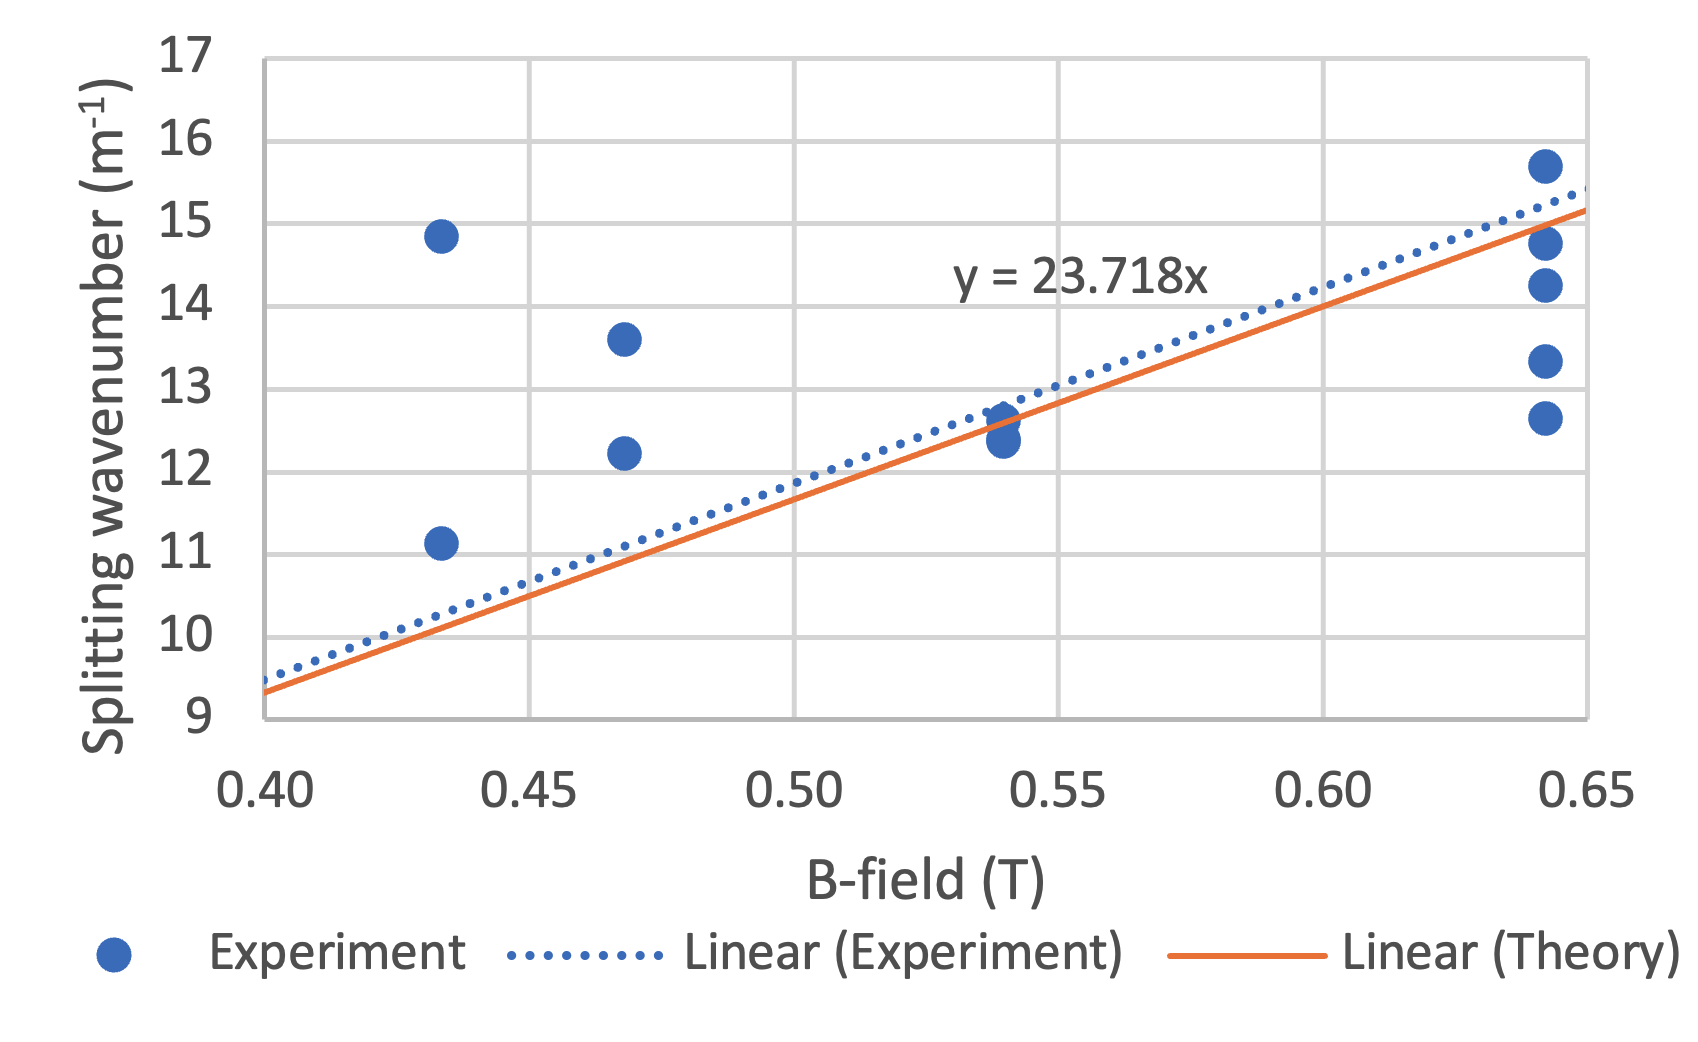 Splitting wavenumber (m⁻¹)
17
16
15
14
13
12
11
10
9
y = 23.718x
0.40 0.45 0.50 0.55 0.60 0.65
B-field (T)
Experiment Linear (Experiment) Linear (Theory)